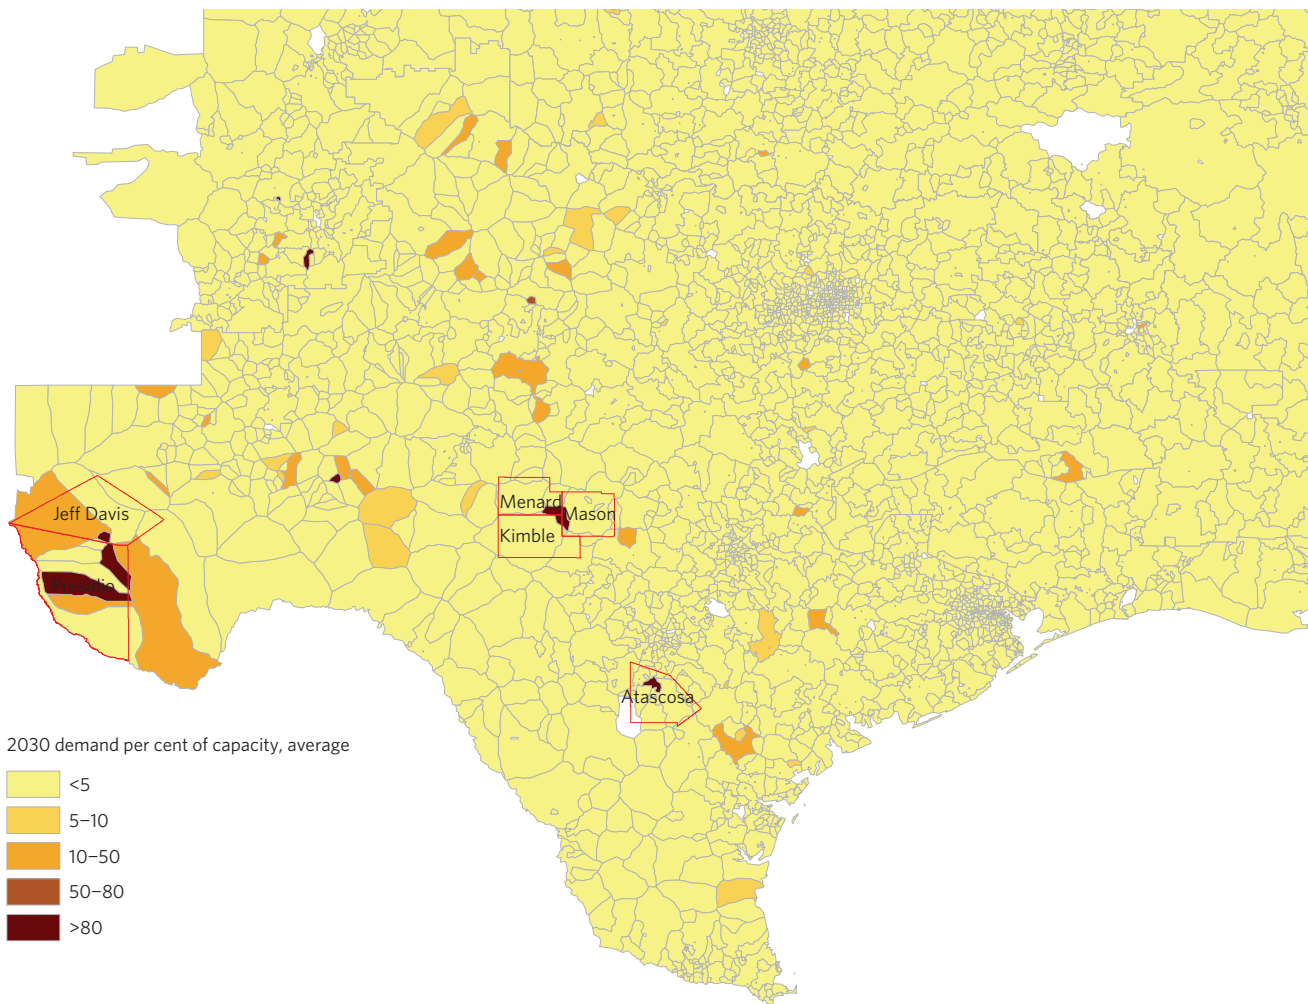 Menard
Mason
Jeff Davis
Kimble
Presidio
Atascosa
2030 demand per cent of capacity, average
<5
5–10
10–50
50–80
>80